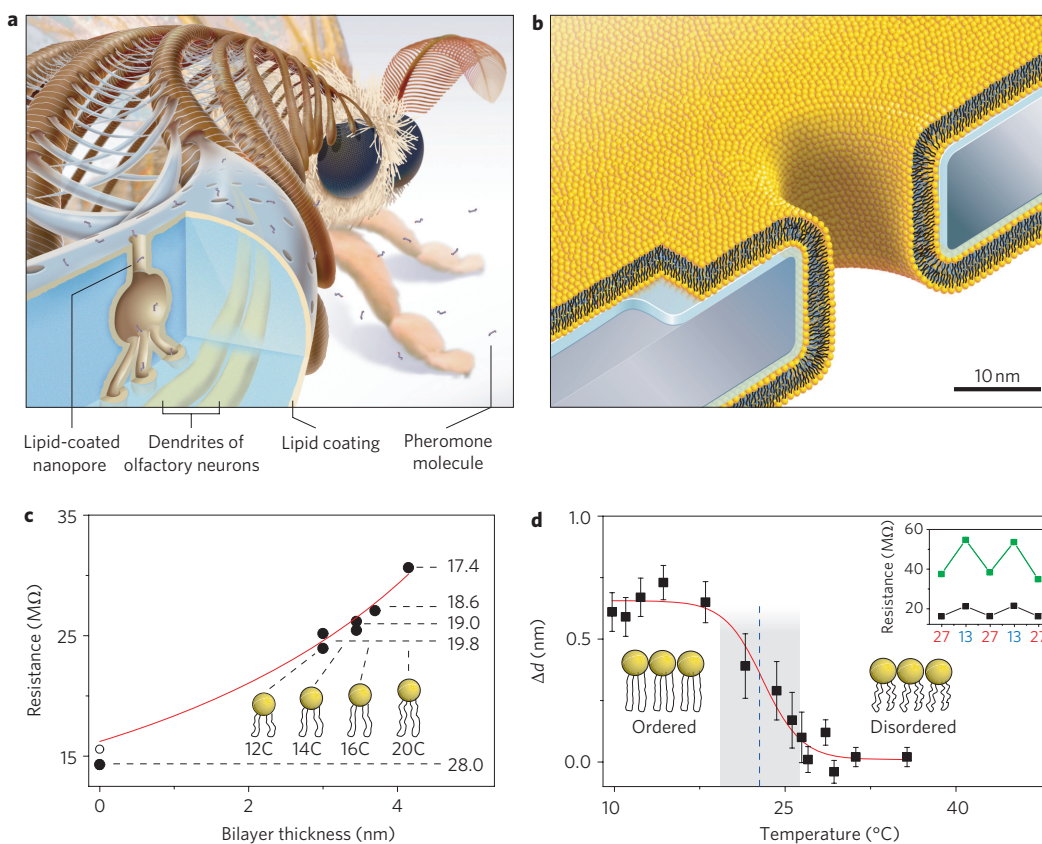 a
b
Lipid-coated
nanopore
Dendrites of
olfactory neurons
Lipid coating
Pheromone
molecule
10 nm
c
35
25
15
Resistance (MΩ)
17.4
18.6
19.0
19.8
28.0
12C
14C
16C
20C
0
2
4
Bilayer thickness (nm)
d
1.0
0.5
0.0
Δd (nm)
Ordered
Disordered
10
25
40
Temperature (°C)
Resistance (MΩ)
60
40
20
27 13 27 13 27